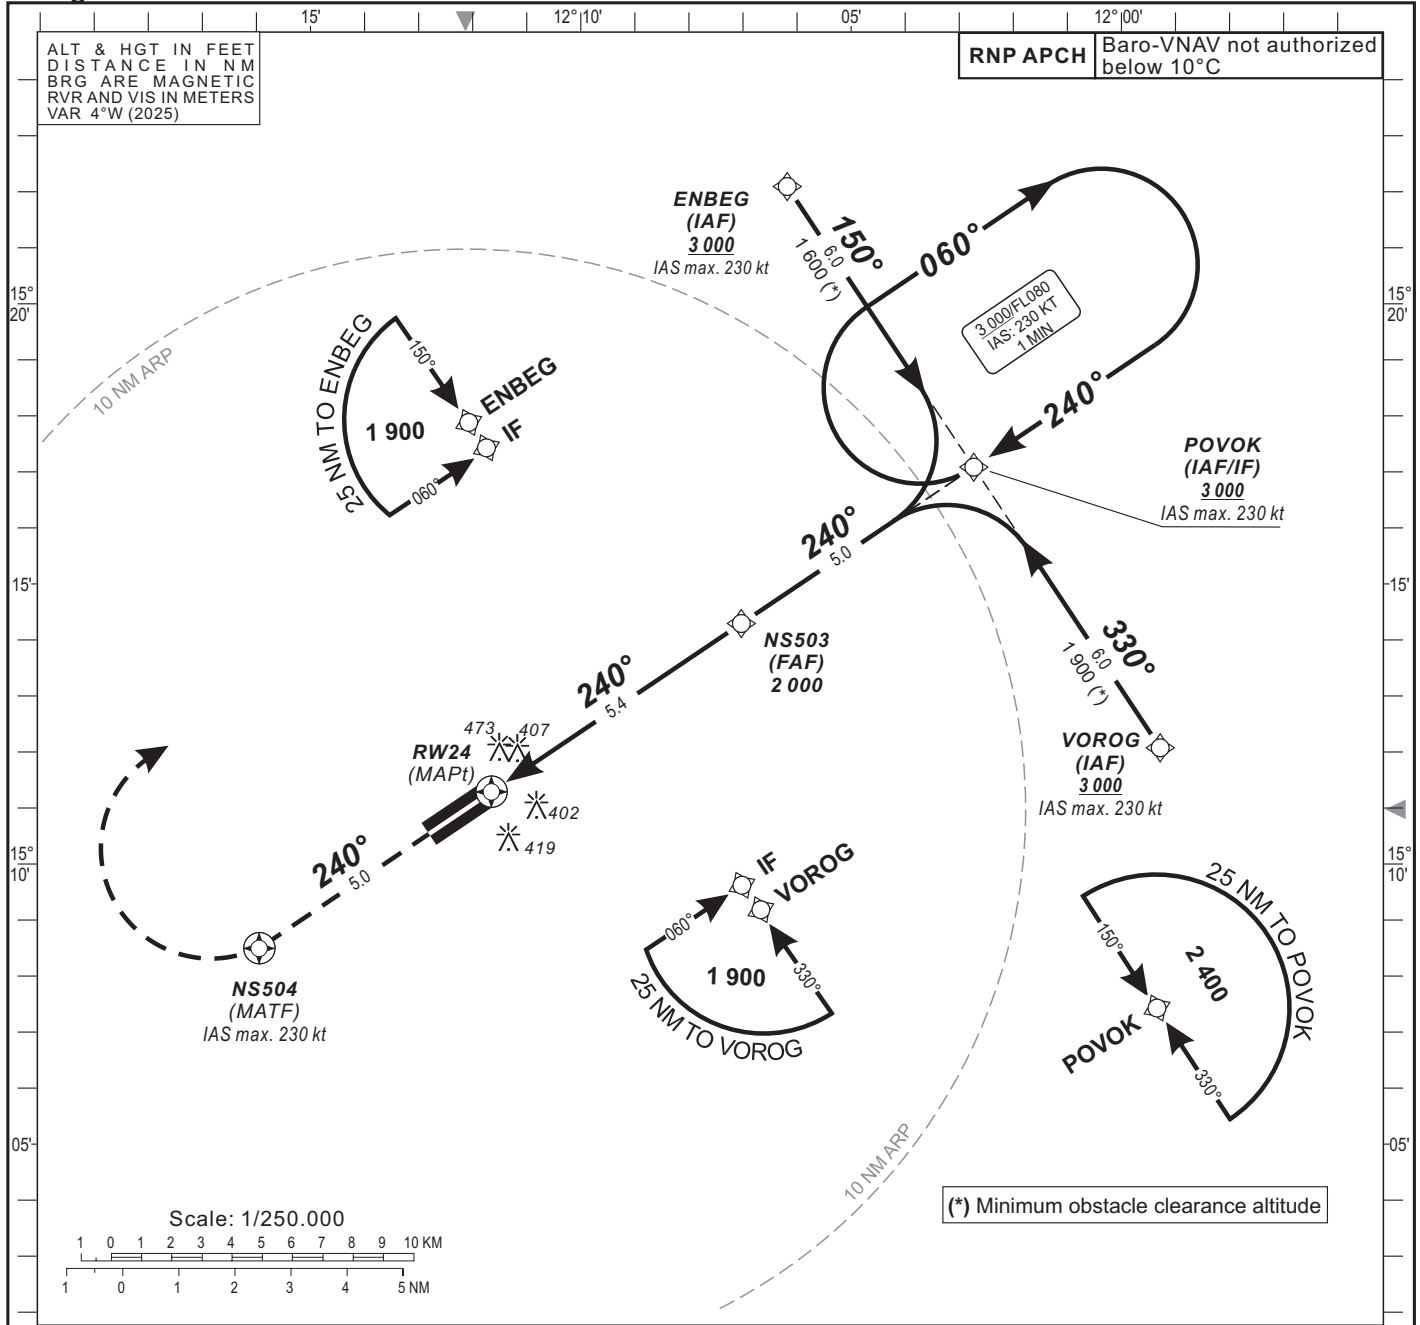 15'
12°10'
05'
12°00'
ALT & HGT IN FEET
DISTANCE IN NM
BRG ARE MAGNETIC
RVR AND VIS IN METERS
VAR 4°W (2025)
RNP APCH
Baro-VNAV not authorized
below 10°C
ENBEG
(IAF)
3 000
IAS max. 230 kt
150°
6.0
1 600 (*)
060°
3 000/FL080
IAS: 230 KT
1 MIN
240°
15°
20'
15°
20'
10 NM ARP
25 NM TO ENBEG
150°
ENBEG
IF
1 900
060°
POVOK
(IAF/IF)
3 000
IAS max. 230 kt
240°
5.0
15'
15'
NS503
(FAF)
2 000
330°
6.0
1 900 (*)
240°
5.4
473
407
RW24
(MAPt)
402
419
VOROG
(IAF)
3 000
IAS max. 230 kt
240°
5.0
15°
10'
15°
10'
IF
VOROG
060°
1 900
330°
25 NM TO VOROG
25 NM TO POVOK
150°
2 400
POVOK
330°
NS504
(MATF)
IAS max. 230 kt
05'
05'
10 NM ARP
(*) Minimum obstacle clearance altitude
Scale: 1/250.000
1 0 1 2 3 4 5 6 7 8 9 10 KM
1 0 1 2 3 4 5 NM